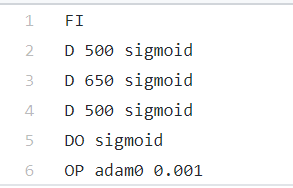 1 FI
2 D 500 sigmoid
3 D 650 sigmoid
4 D 500 sigmoid
5 DO sigmoid
6 OP adam0 0.001